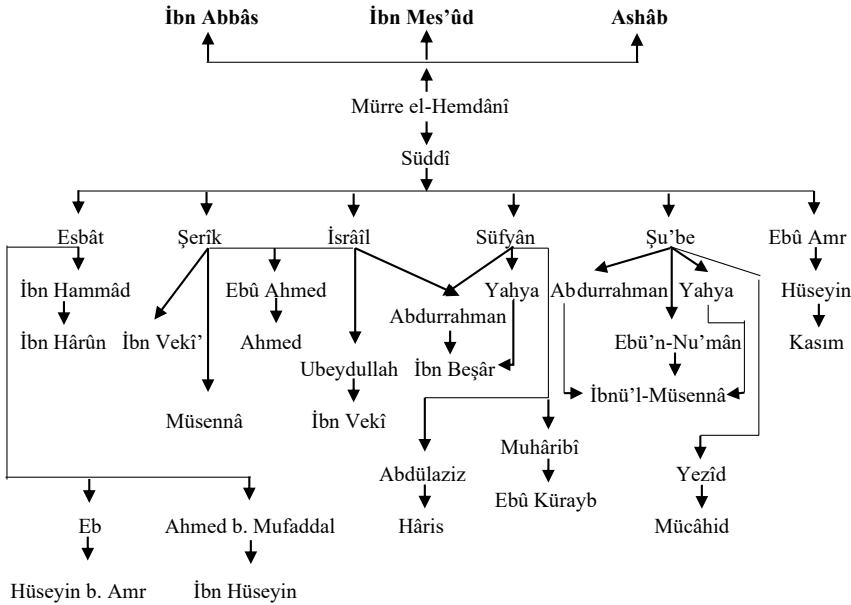 İbn Abbâs İbn Mes’ûd Ashâb
Mürre el-Hemdânî
Süddî
Esbât Şerîk İsrâîl Süfyân Şu’be Ebû Amr
İbn Hammâd Ebû Ahmed Yahya Abdurrahman Yahya Hüseyin
Abdurrahman
İbn Hârûn İbn Vekî’ Ahmed Ebü’n-Nu’mân Kasım
Ubeydullah İbn Beşâr
İbnü’l-Müsennâ
Müsennâ İbn Vekî
Muhâribî
Abdülaziz Yezîd
Ebû Kürayb
Eb Ahmed b. Mufaddal Hâris Mücâhid
Hüseyin b. Amr İbn Hüseyin